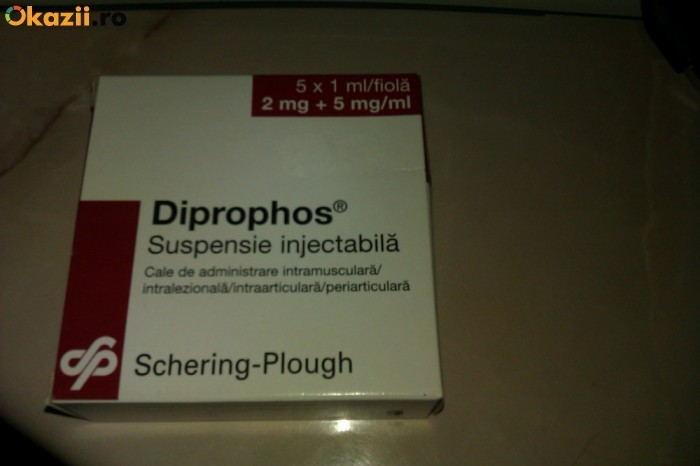 Okazii.ro
5 x 1 ml/fiolă
2 mg + 5 mg/ml
Diprophos®
Suspensie injectabilă
Cale de administrare intramusculară/
intralezională/intraarticulară/periarticulară
Schering-Plough